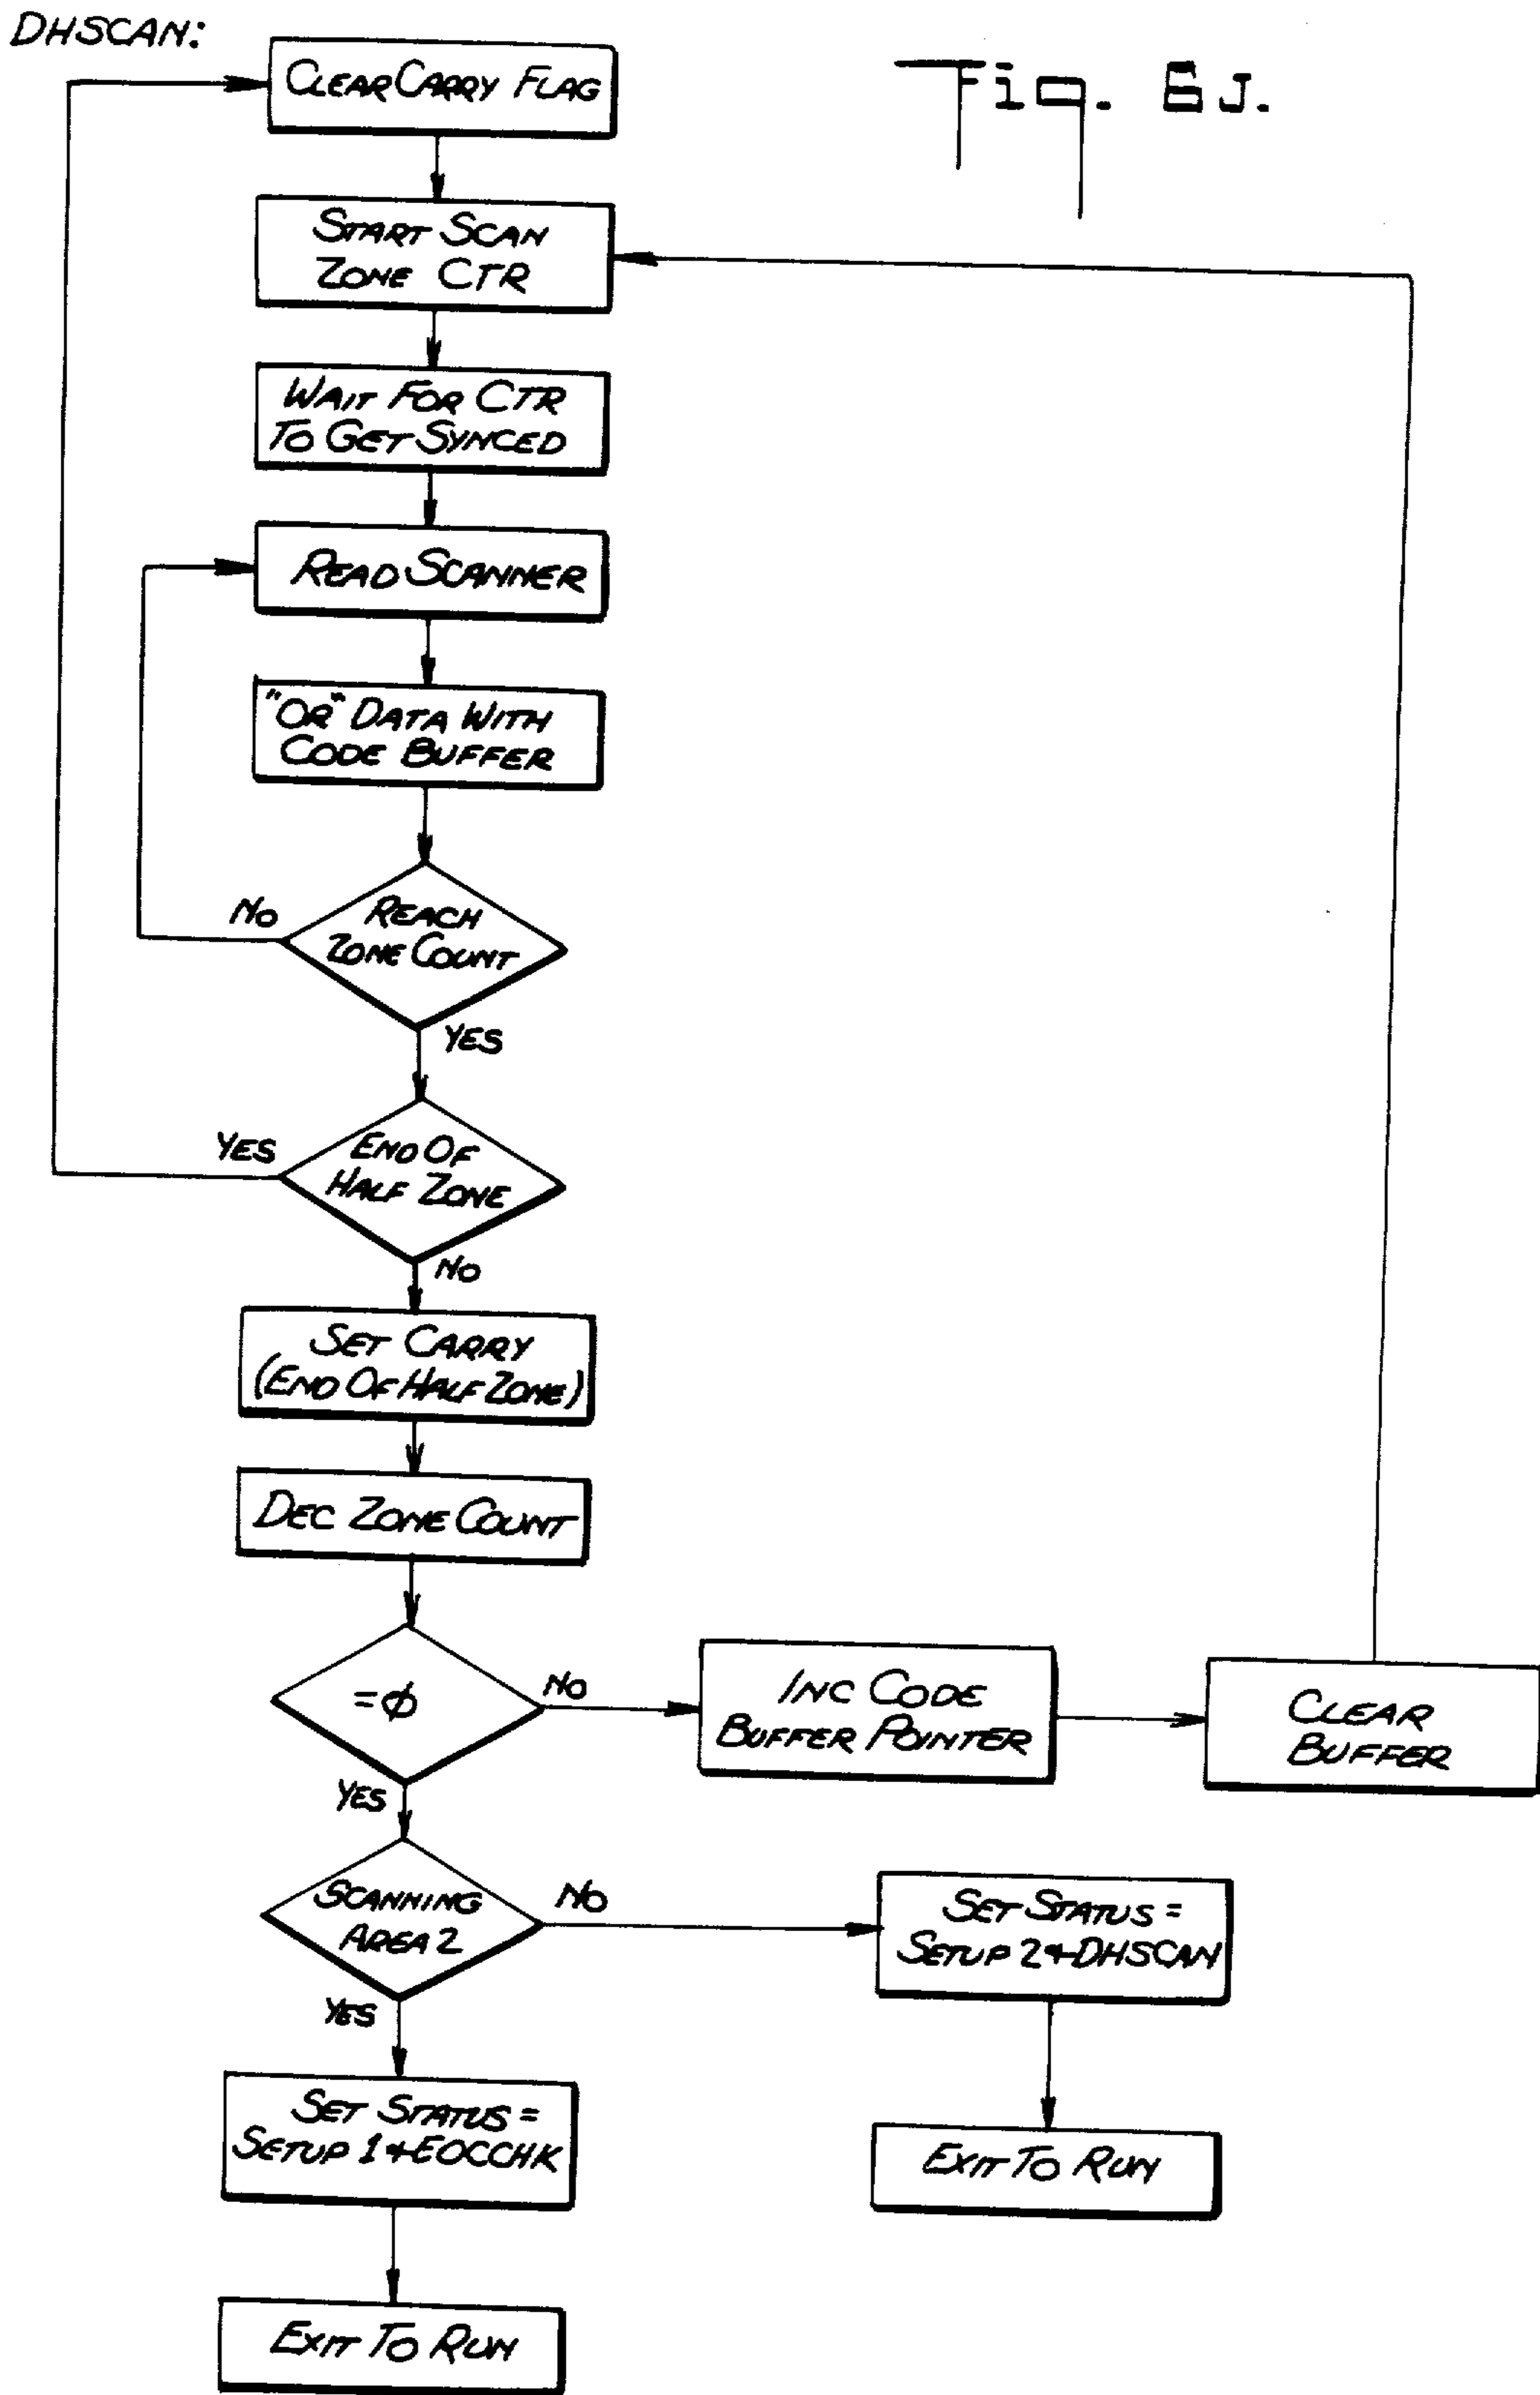 DHSCAN:
Fig. 6J.
CLEAR CARRY FLAG
START SCAN
ZONE CTR
WAIT FOR CTR
TO GET SYNCED
READ SCANNER
"OR" DATA WITH
CODE BUFFER
REACH
ZONE COUNT
NO
YES
END OF
HALF ZONE
YES
NO
SET CARRY
(END OF HALF ZONE)
DEC ZONE COUNT
=φ
NO
INC CODE
BUFFER POINTER
CLEAR
BUFFER
YES
SCANNING
AREA 2
NO
SET STATUS =
SETUP 2 + DHSCAN
YES
SET STATUS =
SETUP 1 + EOCCHK
EXIT TO RUN
EXIT TO RUN